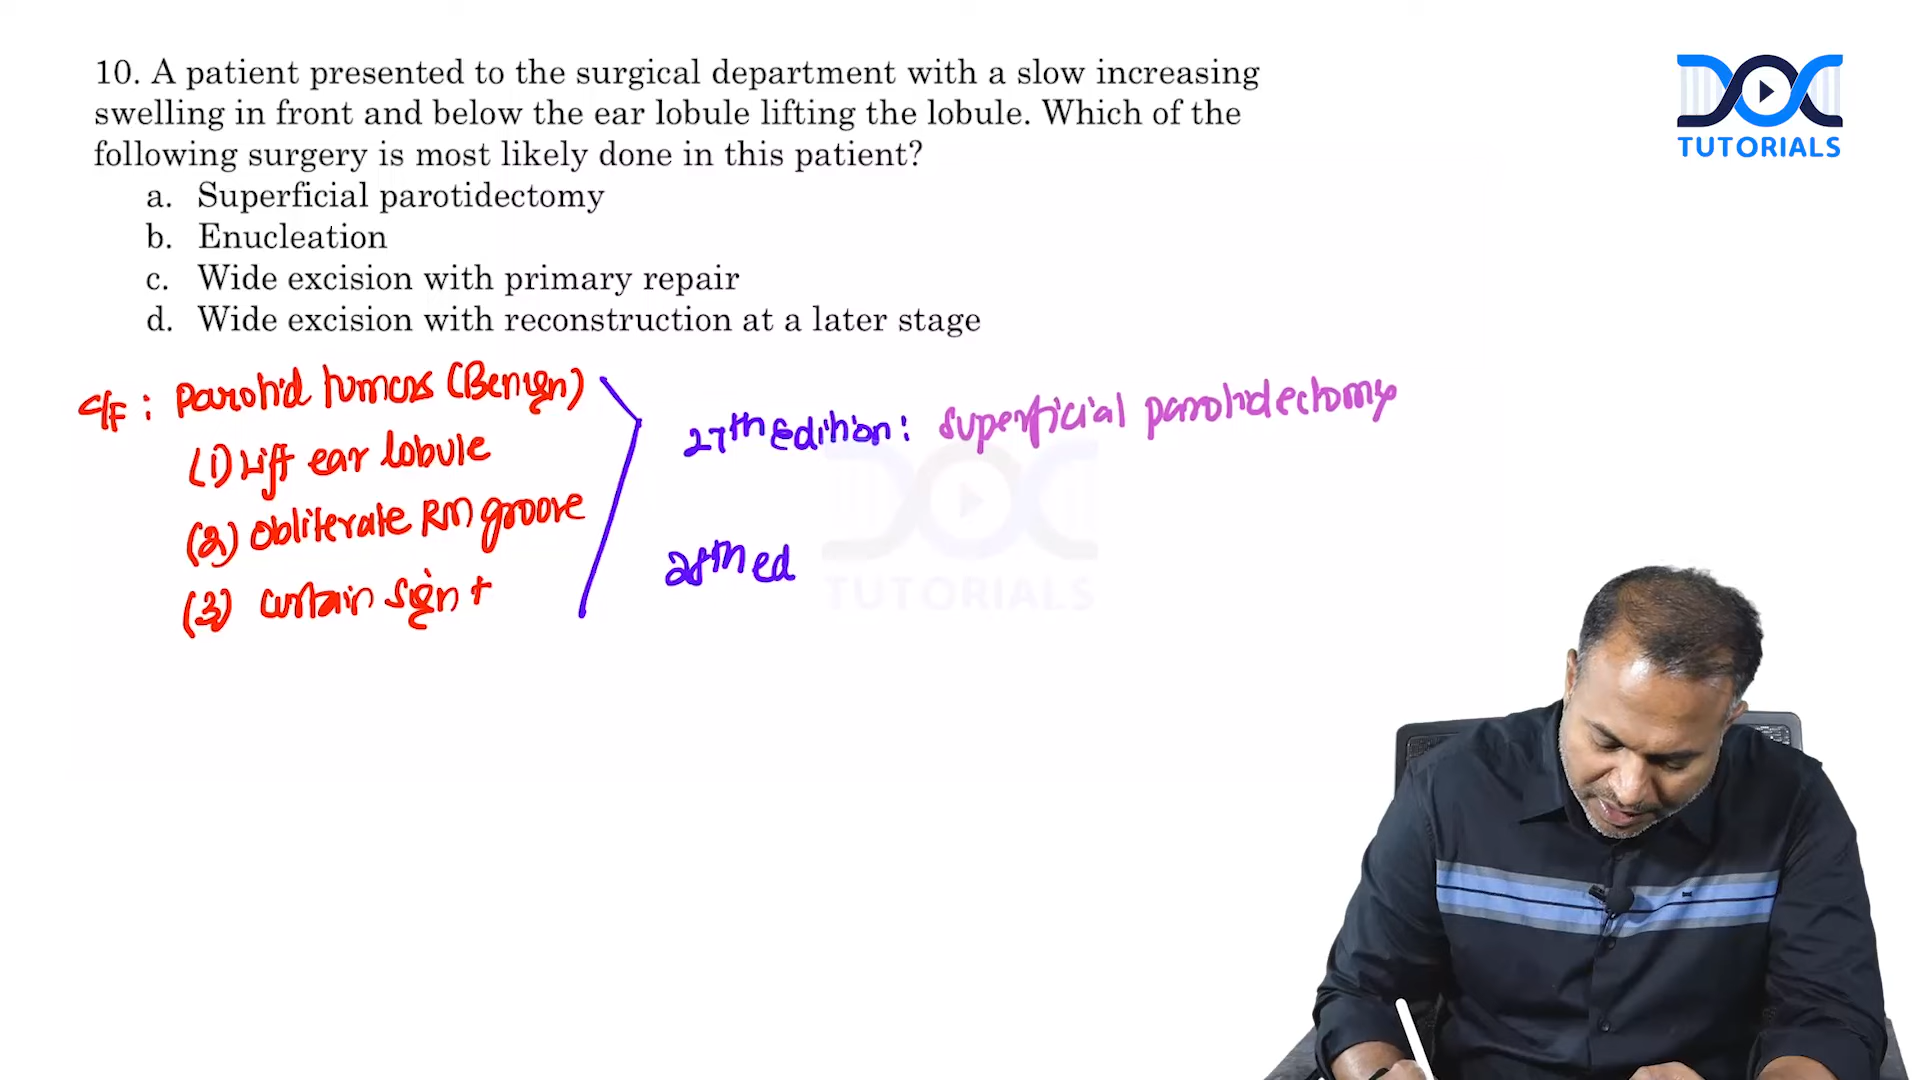 10. A patient presented to the surgical department with a slow increasing
swelling in front and below the ear lobule lifting the lobule. Which of the
following surgery is most likely done in this patient?
a. Superficial parotidectomy
b. Enucleation
c. Wide excision with primary repair
d. Wide excision with reconstruction at a later stage
C/F : Parotid tumors (Benign)
(1) Lift ear lobule
(2) Obliterate RM groove
(3) curtain sign +
27th Edition : Superficial parotidectomy
28th ed
DOC
TUTORIALS
TUTORIALS